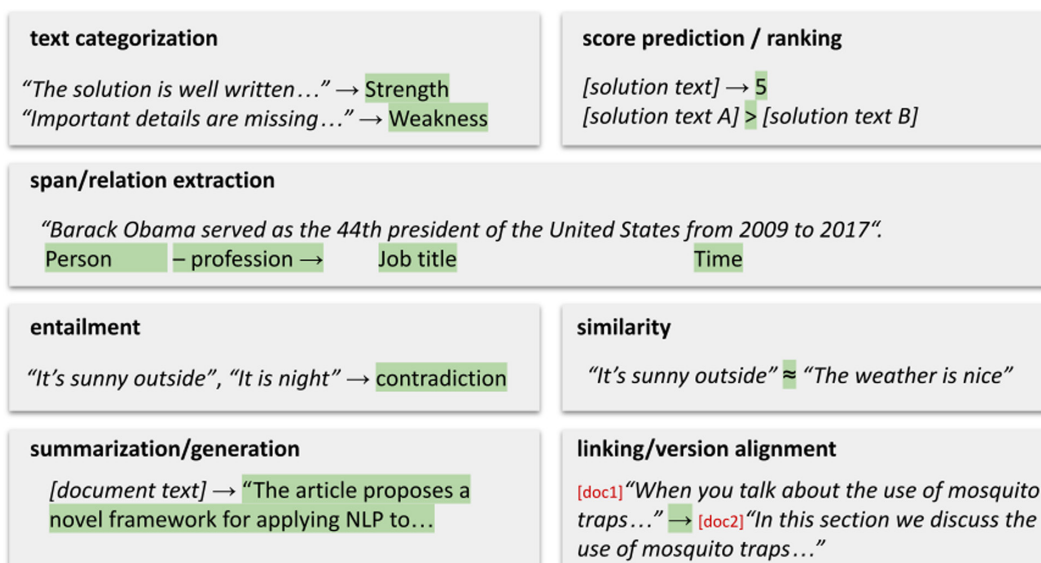 text categorization
“The solution is well written…” → Strength
“Important details are missing…” → Weakness
score prediction / ranking
[solution text] → 5
[solution text A] > [solution text B]
span/relation extraction
“Barack Obama served as the 44th president of the United States from 2009 to 2017“.
Person – profession → Job title Time
entailment
“It’s sunny outside”, “It is night” → contradiction
similarity
“It’s sunny outside” ≈ “The weather is nice”
summarization/generation
[document text] → “The article proposes a
novel framework for applying NLP to…
linking/version alignment
[doc1]“When you talk about the use of mosquito
traps…” → [doc2]“In this section we discuss the
use of mosquito traps…”